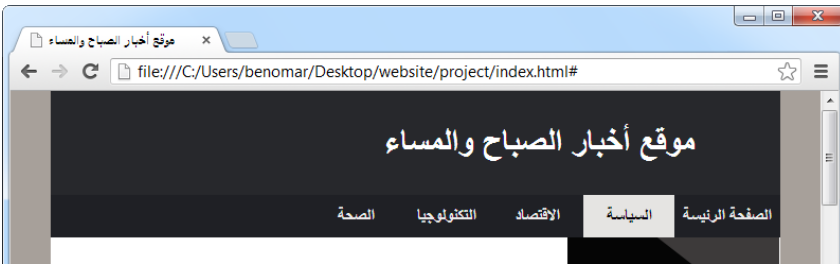 موقع أخبار الصباح والمساء
file:///C:/Users/benomar/Desktop/website/project/index.html#
موقع أخبار الصباح والمساء
الصفحة الرئيسة السياسة الاقتصاد التكنولوجيا الصحة